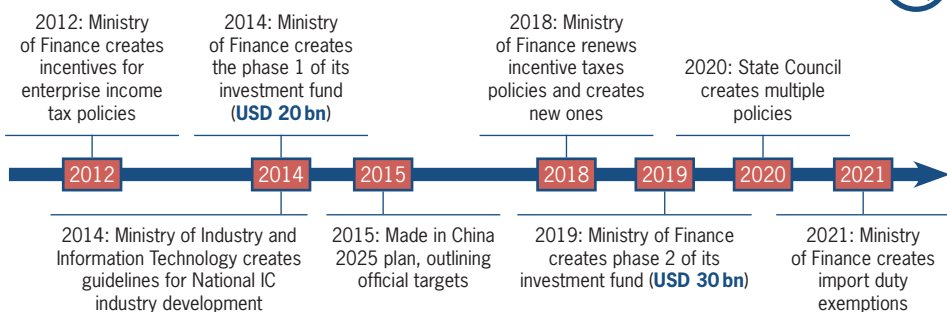 2012: Ministry
of Finance creates
incentives for
enterprise income
tax policies
2014: Ministry
of Finance creates
the phase 1 of its
investment fund
(USD 20 bn)
2018: Ministry
of Finance renews
incentive taxes
policies and creates
new ones
2020: State Council
creates multiple
policies
2012
2014
2015
2018
2019
2020
2021
2014: Ministry of Industry and
Information Technology creates
guidelines for National IC
industry development
2015: Made in China
2025 plan, outlining
official targets
2019: Ministry of Finance
creates phase 2 of its
investment fund (USD 30 bn)
2021: Ministry
of Finance creates
import duty
exemptions